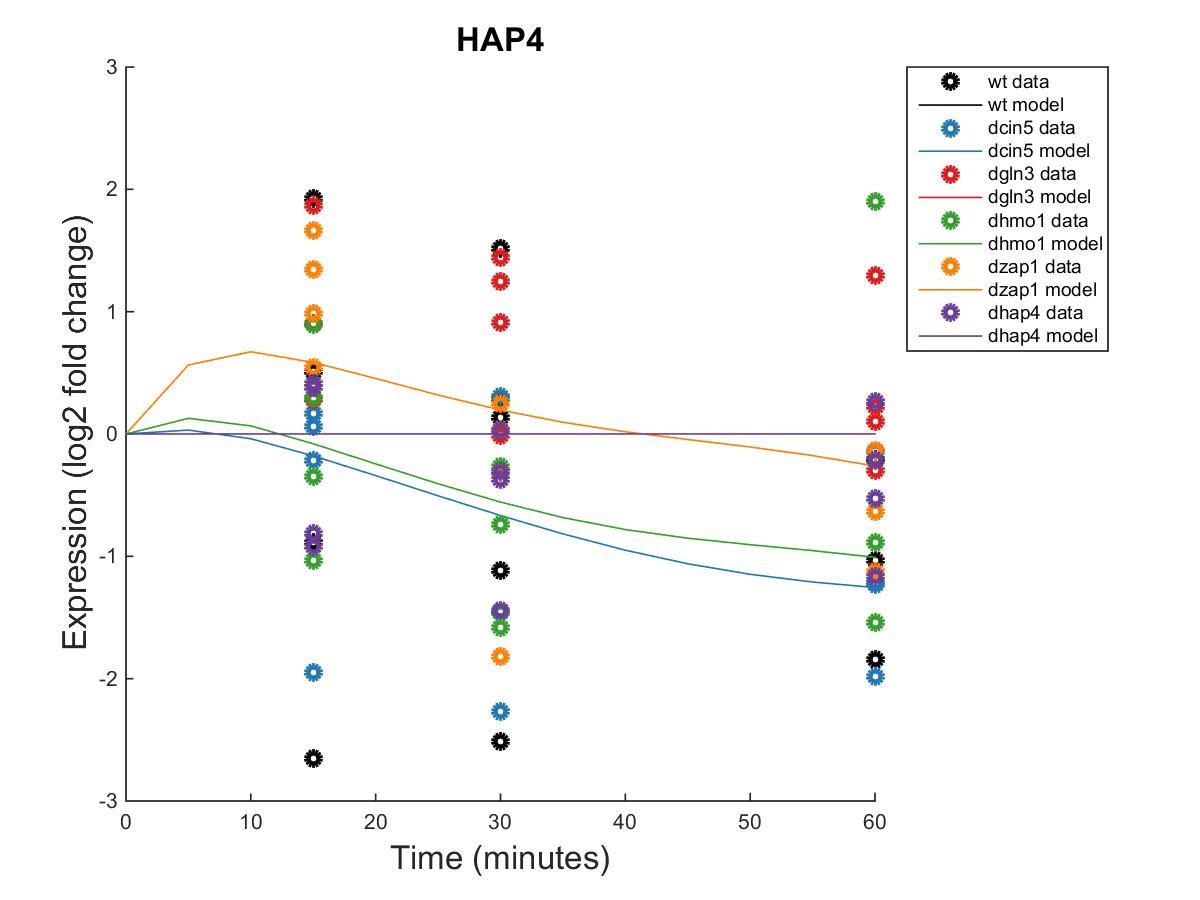 HAP4
Expression (log2 fold change)
3
2
1
0
-1
-2
-3
0 10 20 30 40 50 60
Time (minutes)
wt data
wt model
dcin5 data
dcin5 model
dgln3 data
dgln3 model
dhmo1 data
dhmo1 model
dzap1 data
dzap1 model
dhap4 data
dhap4 model